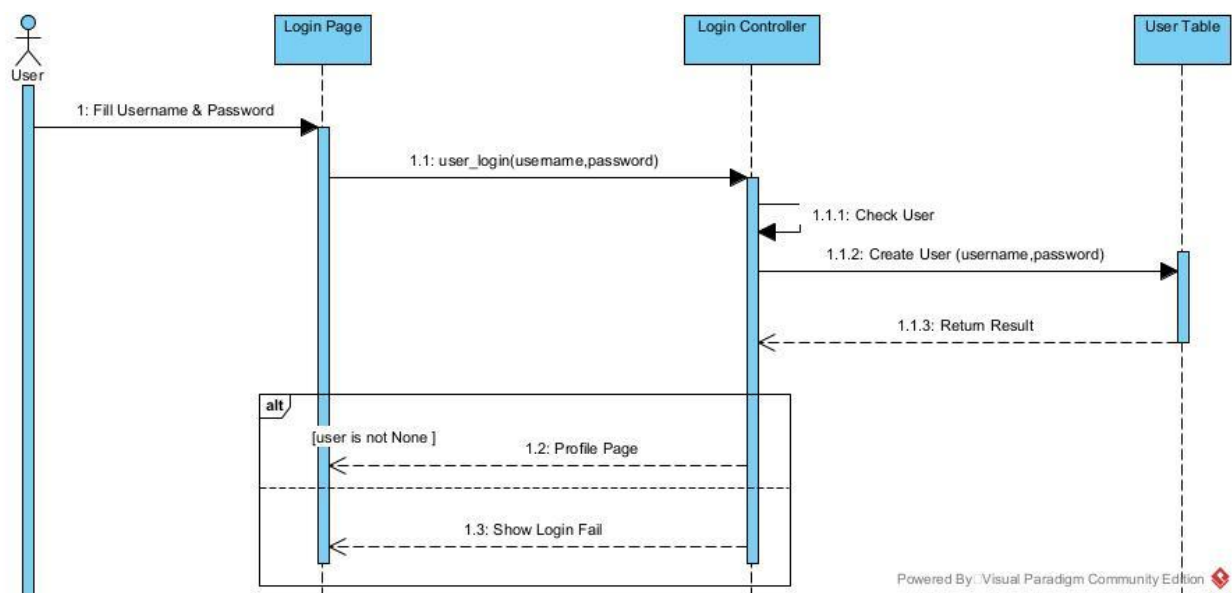 Login Page
Login Controller
User Table
User
1: Fill Username & Password
1.1: user_login(username,password)
1.1.1: Check User
1.1.2: Create User (username,password)
1.1.3: Return Result
alt
[user is not None ]
1.2: Profile Page
1.3: Show Login Fail
Powered By Visual Paradigm Community Edition